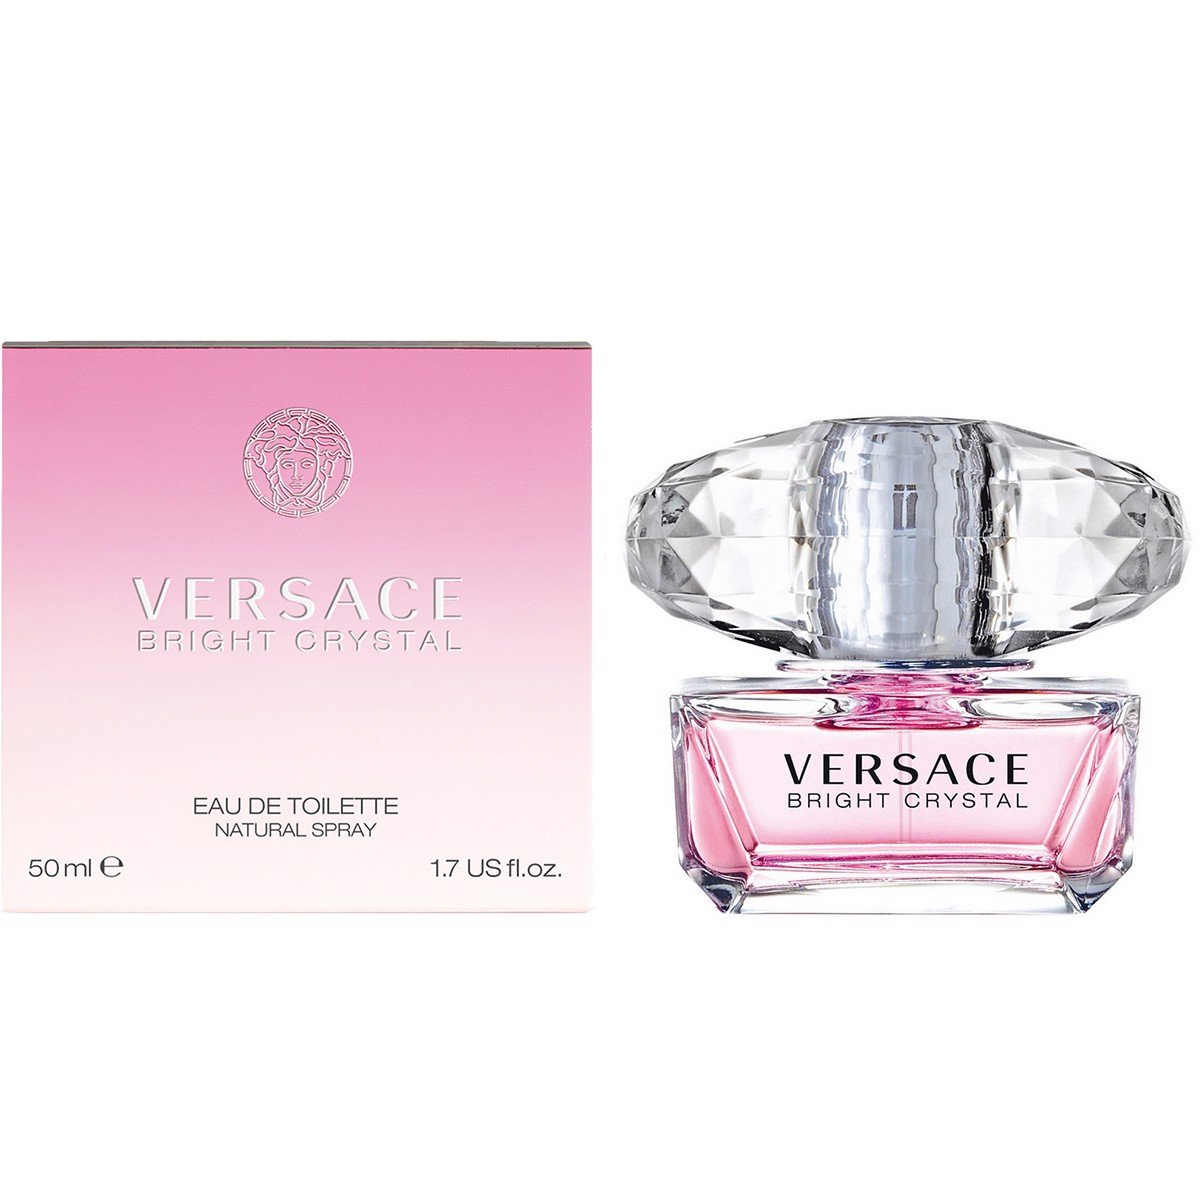 VERSACE
BRIGHT CRYSTAL
EAU DE TOILETTE
NATURAL SPRAY
50 ml ℮
1.7 US fl.oz.
VERSACE
BRIGHT CRYSTAL